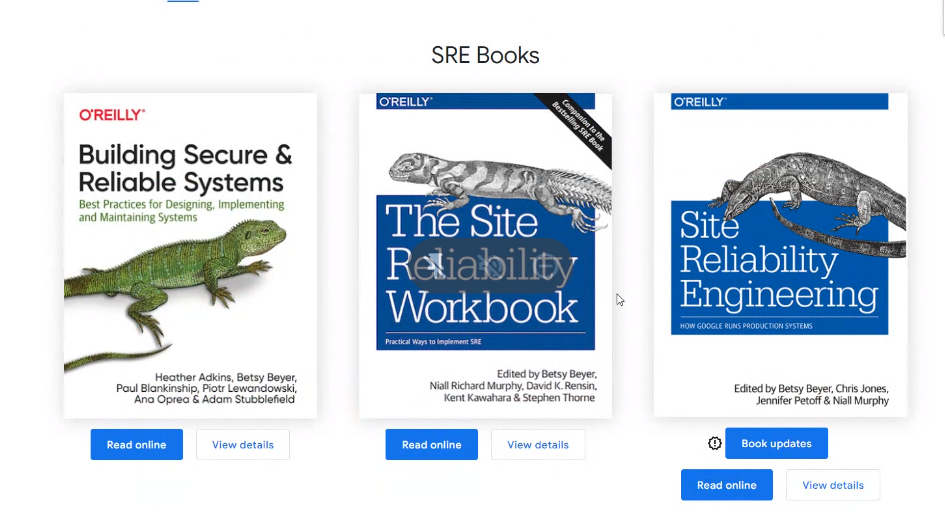 SRE Books
O'REILLY®
Building Secure &
Reliable Systems
Best Practices for Designing, Implementing
and Maintaining Systems
Heather Adkins, Betsy Beyer,
Paul Blankinship, Piotr Lewandowski,
Ana Oprea & Adam Stubblefield
Read online
View details
O'REILLY®
Companion to the
Bestselling SRE Book
The Site
Reliability
Workbook
Practical Ways to Implement SRE
Edited by Betsy Beyer,
Niall Richard Murphy, David K. Rensin,
Kent Kawahara & Stephen Thorne
Read online
View details
O'REILLY®
Site
Reliability
Engineering
HOW GOOGLE RUNS PRODUCTION SYSTEMS
Edited by Betsy Beyer, Chris Jones,
Jennifer Petoff & Niall Murphy
Book updates
Read online
View details